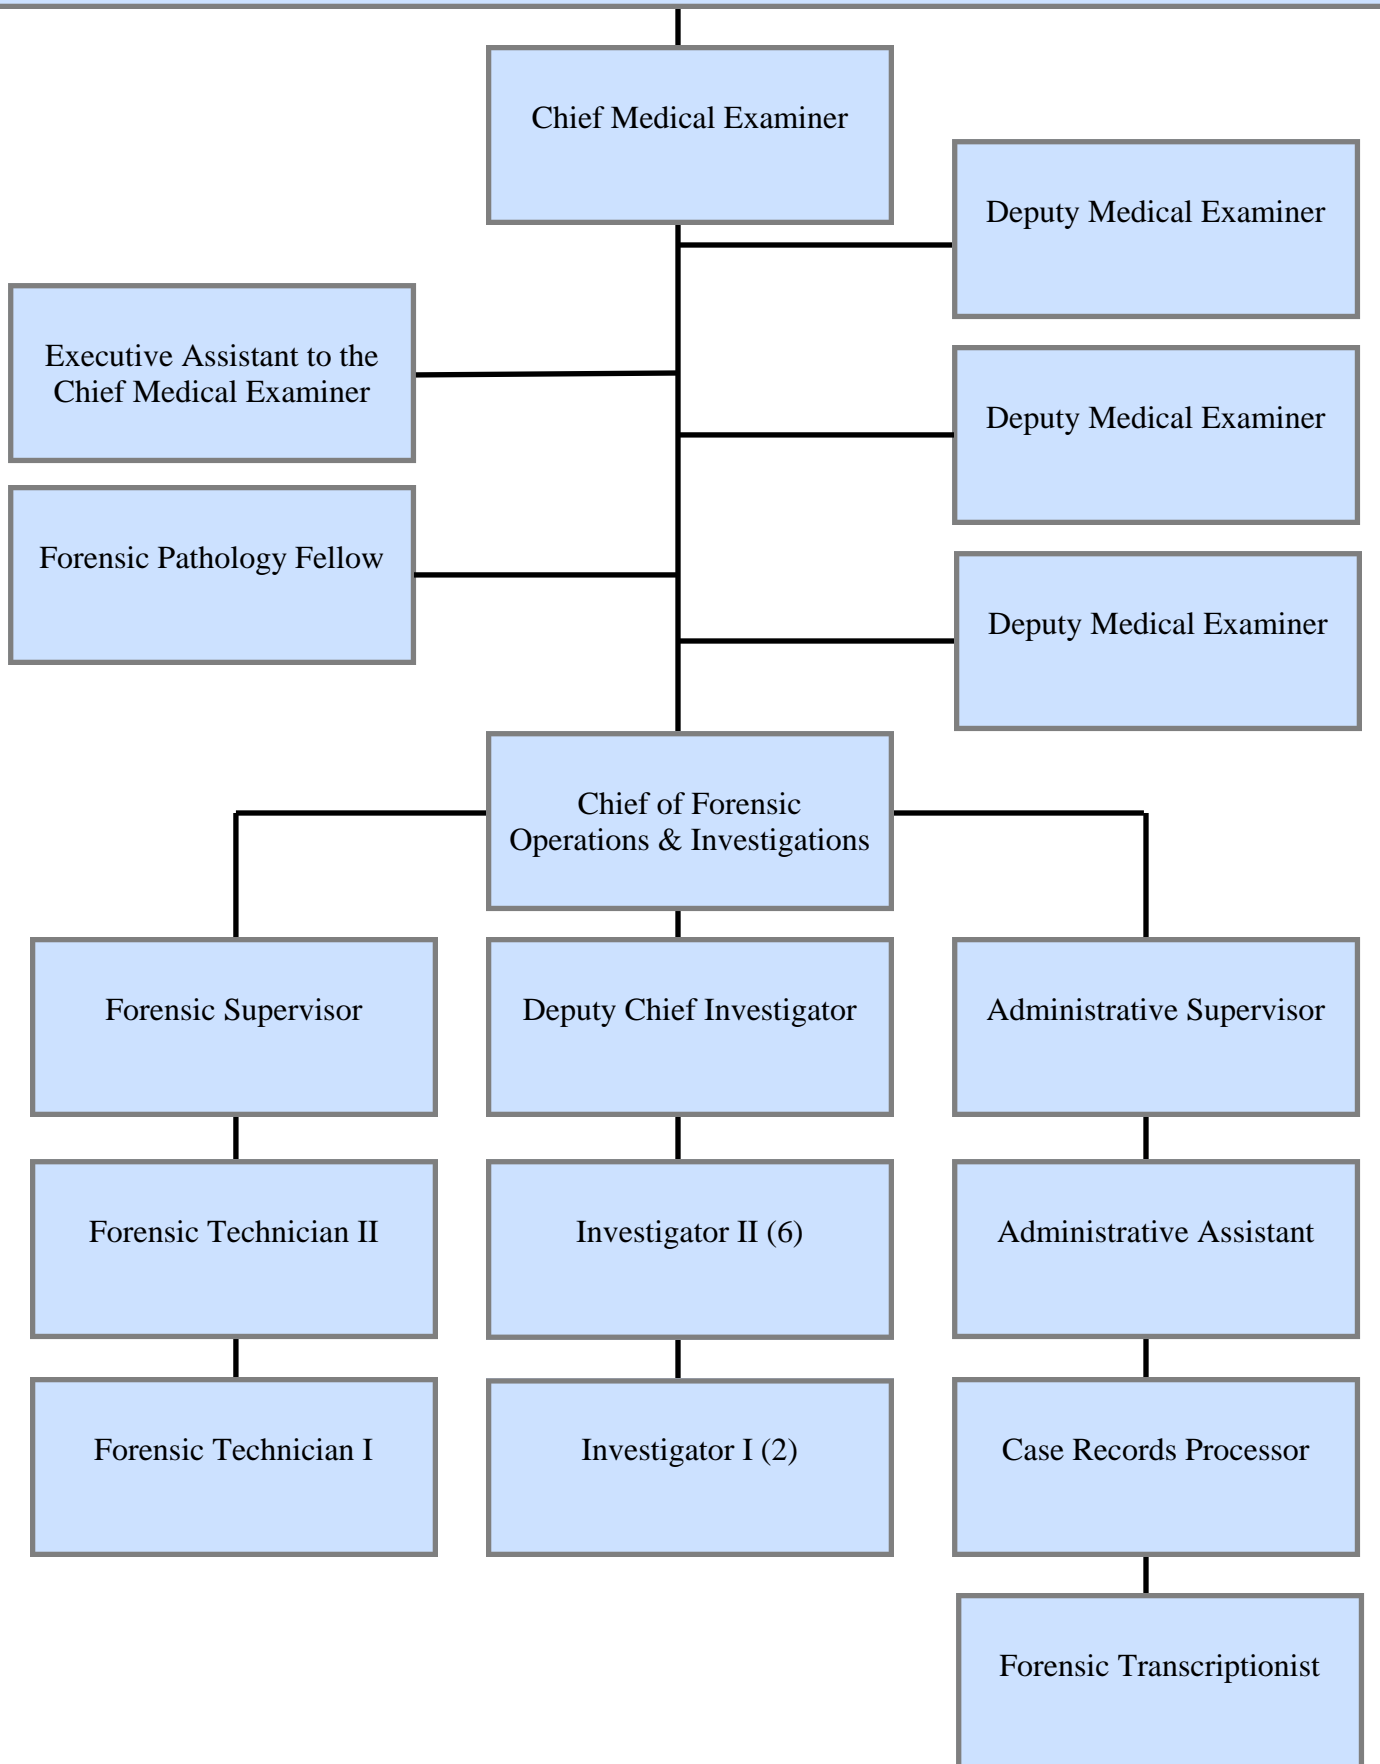 Chief Medical Examiner
Deputy Medical Examiner
Executive Assistant to the
Chief Medical Examiner
Deputy Medical Examiner
Forensic Pathology Fellow
Deputy Medical Examiner
Chief of Forensic
Operations & Investigations
Forensic Supervisor
Deputy Chief Investigator
Administrative Supervisor
Forensic Technician II
Investigator II (6)
Administrative Assistant
Forensic Technician I
Investigator I (2)
Case Records Processor
Forensic Transcriptionist